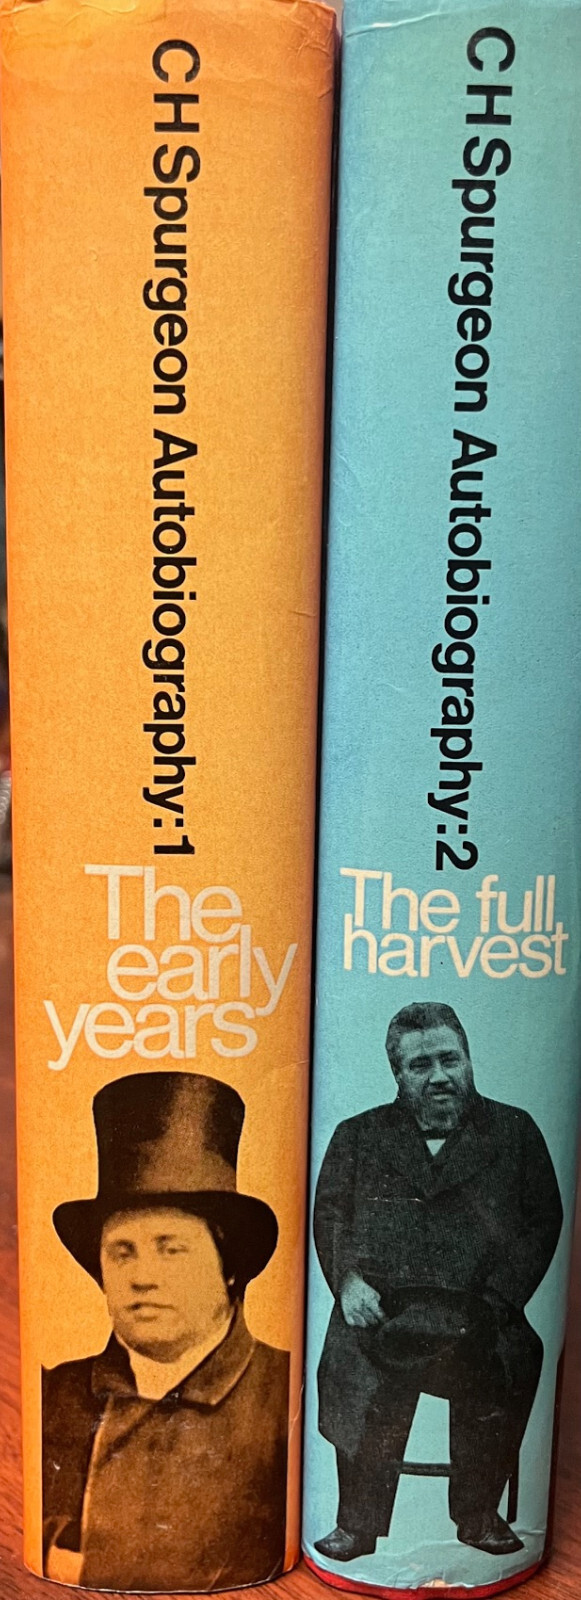 C H Spurgeon Autobiography:1
The
early
years
C H Spurgeon Autobiography:2
The full
harvest